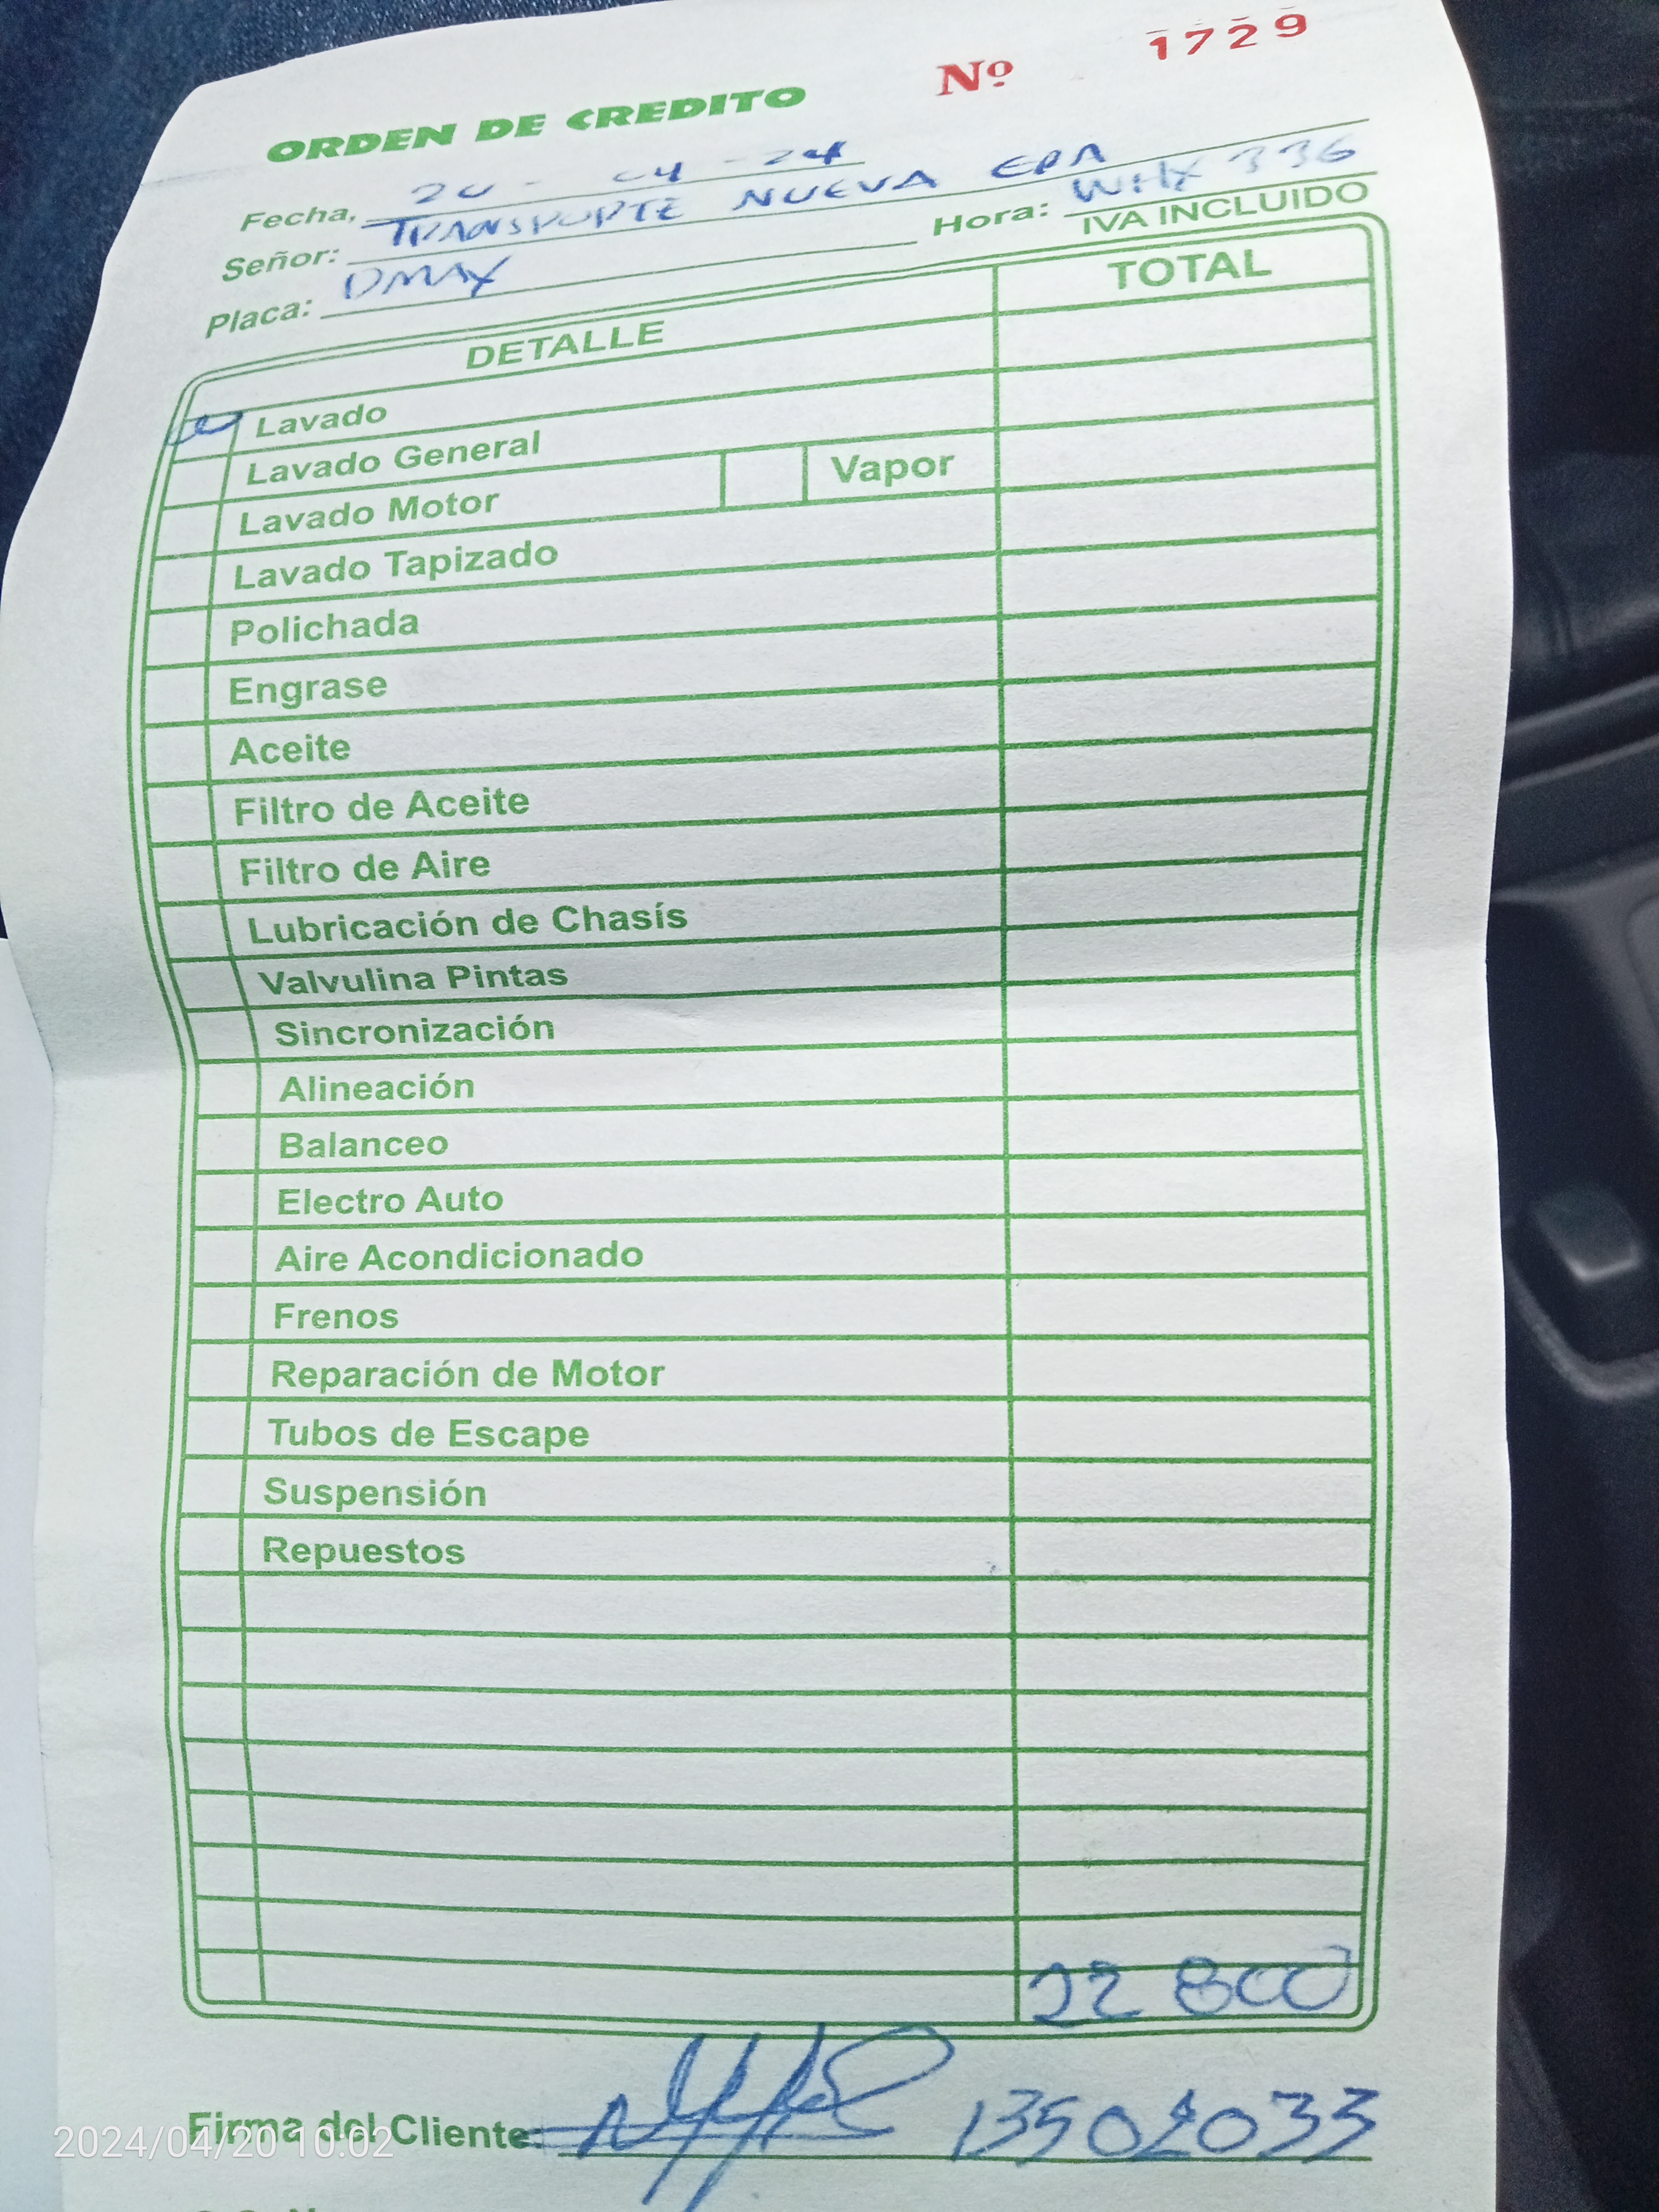 ORDEN DE CREDITO Nº 1729
Fecha, 20 - 04 - 24
Señor: TRANSPORTE NUEVA ERA
Placa: DMAX Hora: WHX 336
IVA INCLUIDO
DETALLE TOTAL
Lavado
Lavado General
Lavado Motor Vapor
Lavado Tapizado
Polichada
Engrase
Aceite
Filtro de Aceite
Filtro de Aire
Lubricación de Chasís
Valvulina Pintas
Sincronización
Alineación
Balanceo
Electro Auto
Aire Acondicionado
Frenos
Reparación de Motor
Tubos de Escape
Suspensión
Repuestos
22 800
Firma del Cliente: 13502033
2024/04/20 10:02